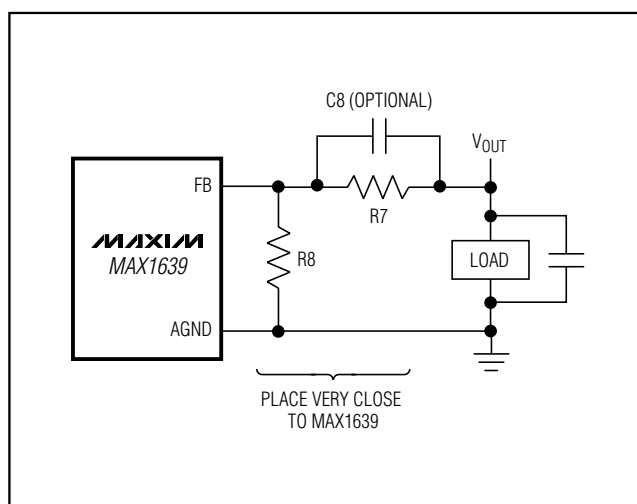 C8 (OPTIONAL)
VOUT
FB
R7
MAXIM
MAX1639
R8
LOAD
AGND
PLACE VERY CLOSE
TO MAX1639